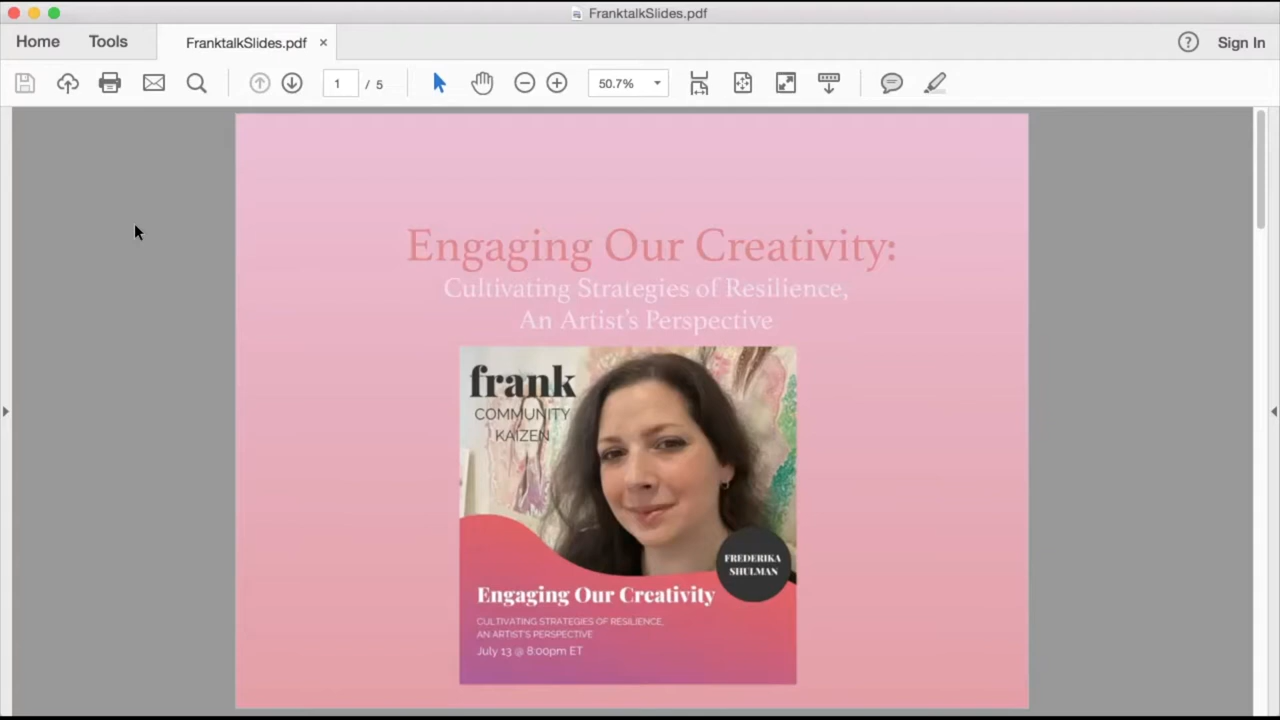 FranktalkSlides.pdf
Home Tools FranktalkSlides.pdf × ? Sign In
1 / 5 50.7%
Engaging Our Creativity:
Cultivating Strategies of Resilience,
An Artist's Perspective
frank
COMMUNITY
KAIZEN
FREDERIKA
SHULMAN
Engaging Our Creativity
CULTIVATING STRATEGIES OF RESILIENCE,
AN ARTIST'S PERSPECTIVE
July 13 @ 8:00pm ET